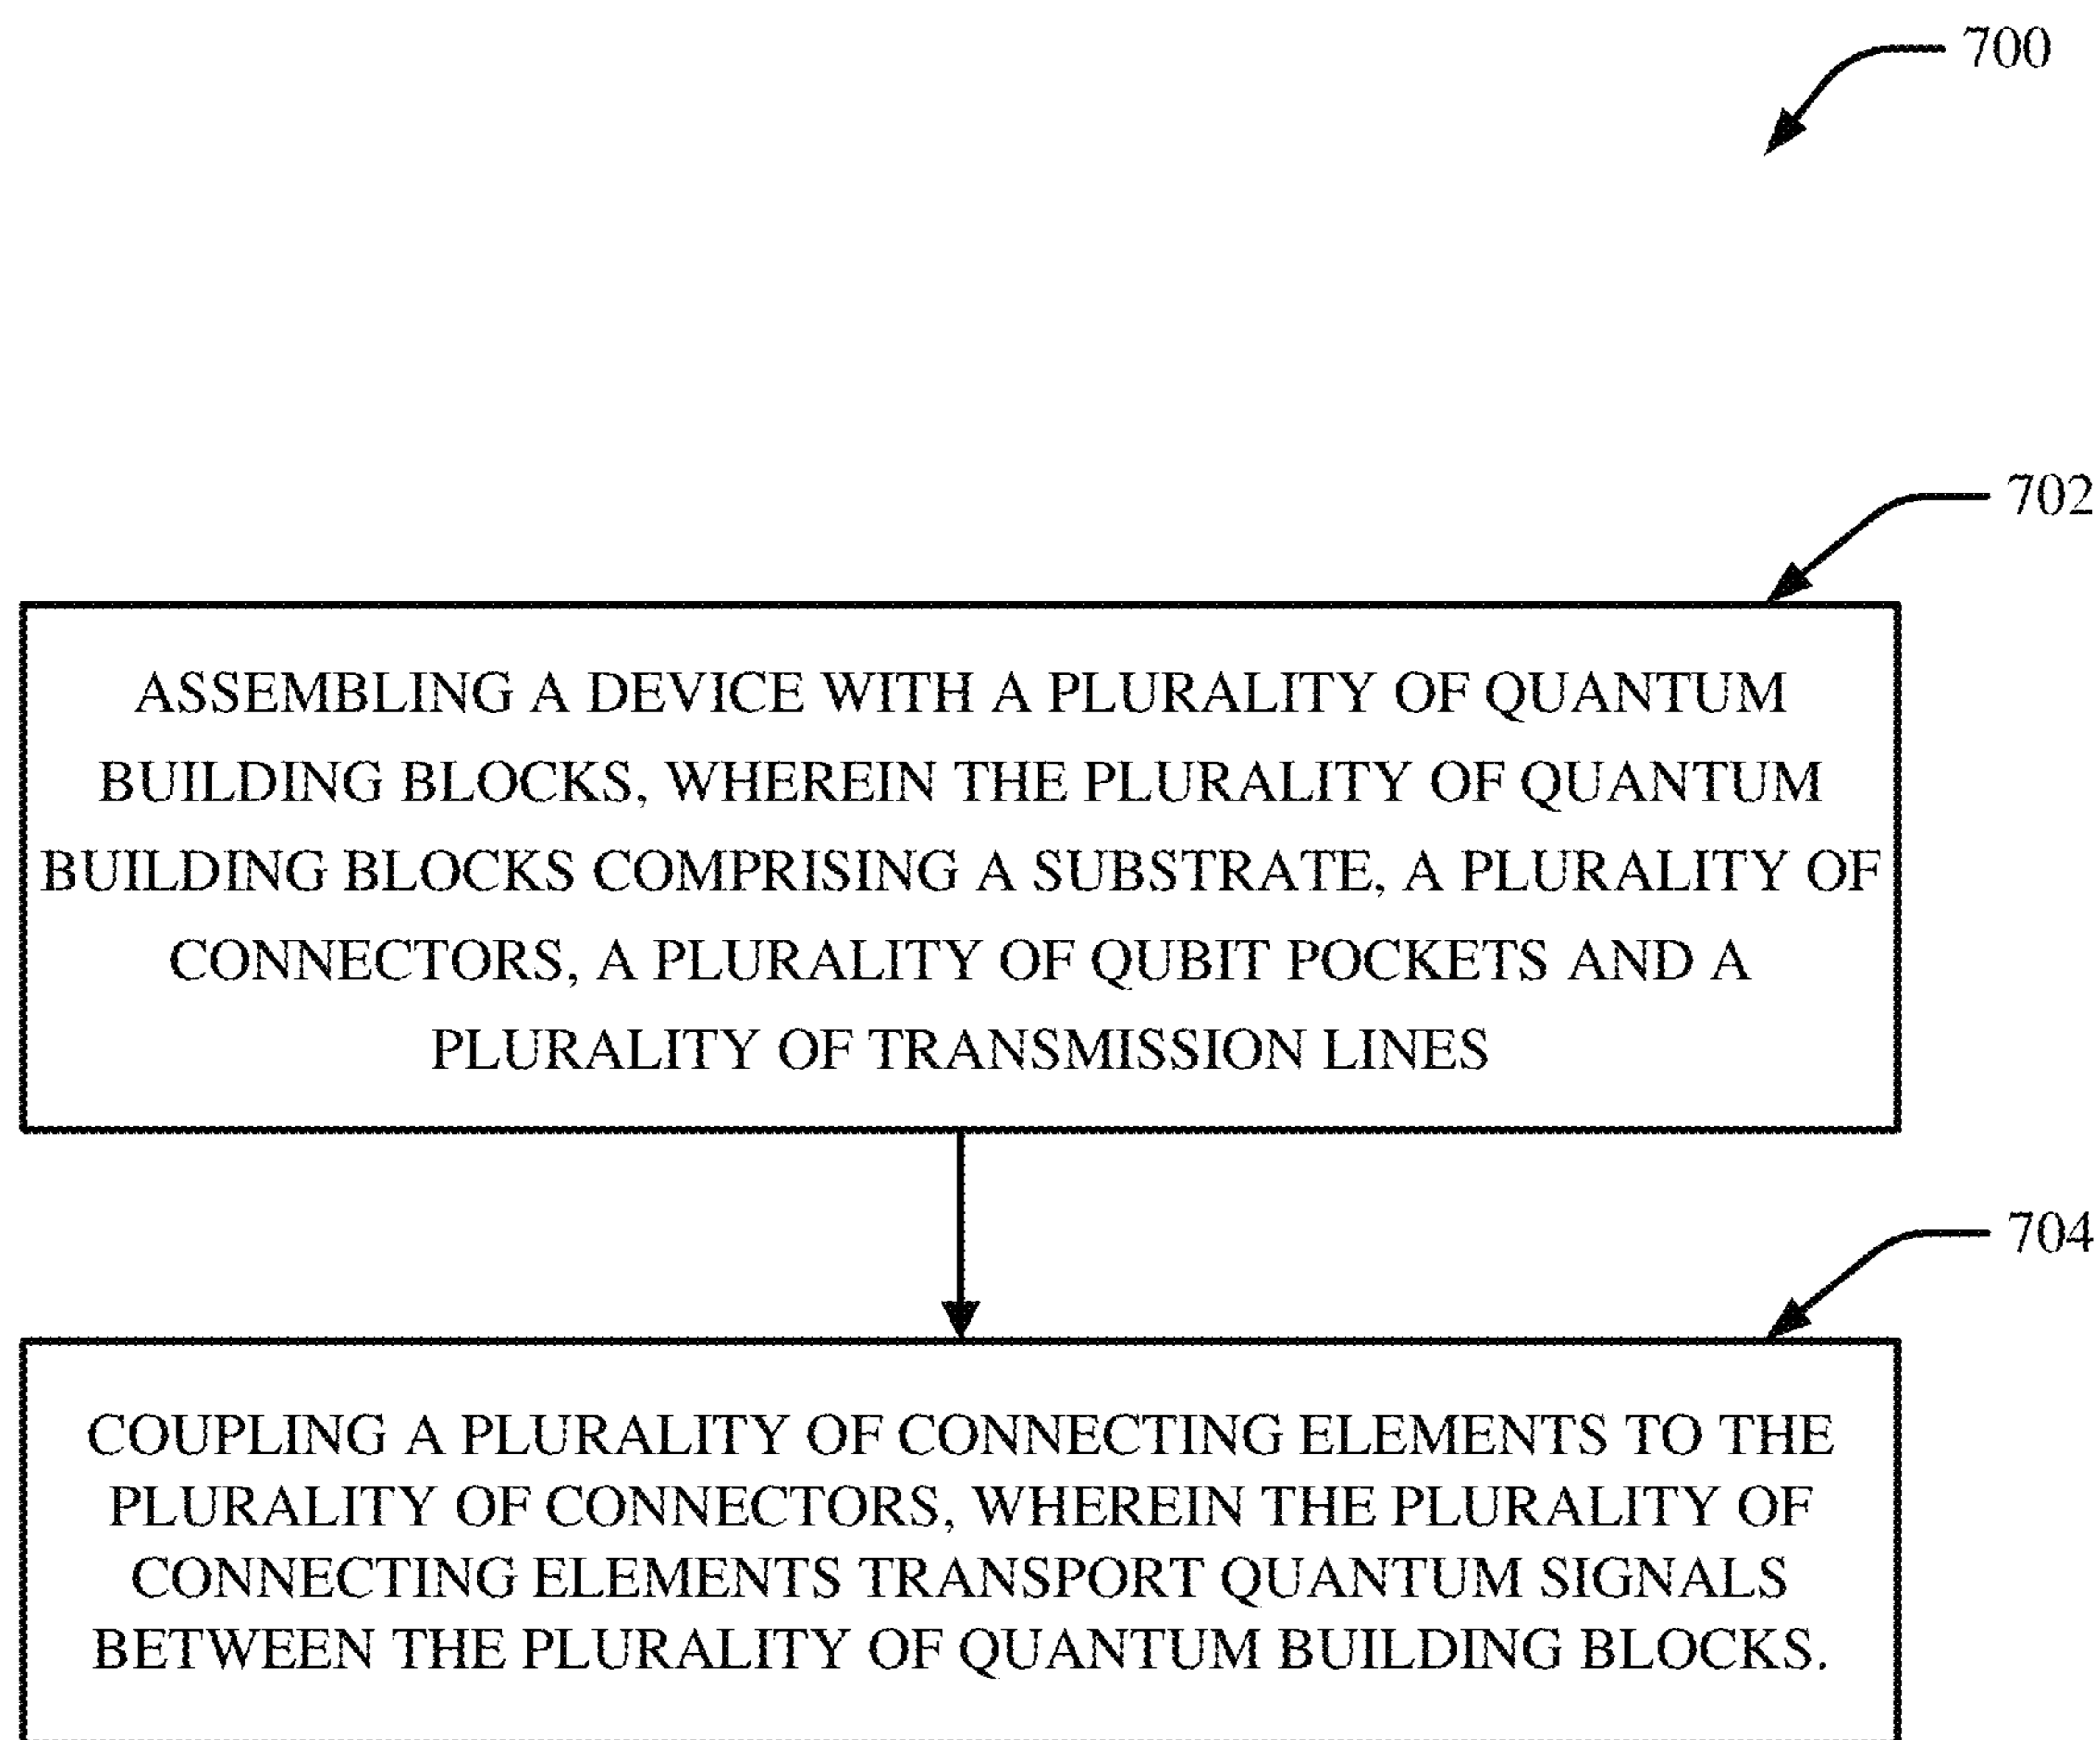 700
702
ASSEMBLING A DEVICE WITH A PLURALITY OF QUANTUM
BUILDING BLOCKS, WHEREIN THE PLURALITY OF QUANTUM
BUILDING BLOCKS COMPRISING A SUBSTRATE, A PLURALITY OF
CONNECTORS, A PLURALITY OF QUBIT POCKETS AND A
PLURALITY OF TRANSMISSION LINES
704
COUPLING A PLURALITY OF CONNECTING ELEMENTS TO THE
PLURALITY OF CONNECTORS, WHEREIN THE PLURALITY OF
CONNECTING ELEMENTS TRANSPORT QUANTUM SIGNALS
BETWEEN THE PLURALITY OF QUANTUM BUILDING BLOCKS.